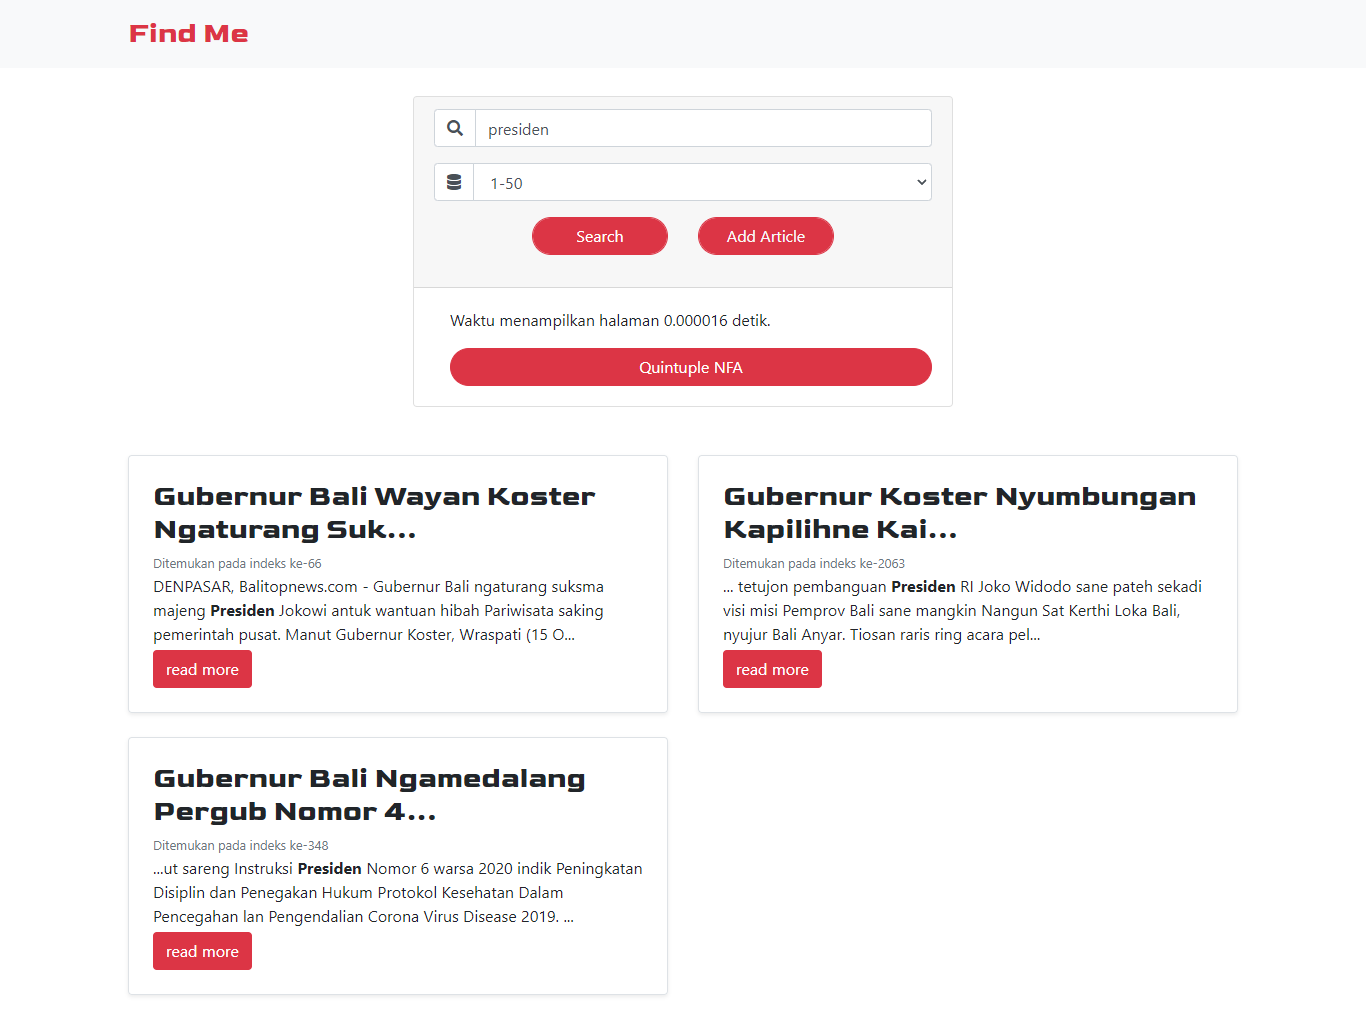 Find Me
presiden
1-50
Search
Add Article
Waktu menampilkan halaman 0.000016 detik.
Quintuple NFA
Gubernur Bali Wayan Koster
Ngaturang Suk...
Ditemukan pada indeks ke-66
DENPASAR, Balitopnews.com - Gubernur Bali ngaturang suksma
majeng Presiden Jokowi antuk wantuan hibah Pariwisata saking
pemerintah pusat. Manut Gubernur Koster, Wraspati (15 O...
read more
Gubernur Koster Nyumbungan
Kapilihne Kai...
Ditemukan pada indeks ke-2063
... tetujon pembanguan Presiden RI Joko Widodo sane pateh sekadi
visi misi Pemprov Bali sane mangkin Nangun Sat Kerthi Loka Bali,
nyujur Bali Anyar. Tiosan raris ring acara pel...
read more
Gubernur Bali Ngamedalang
Pergub Nomor 4...
Ditemukan pada indeks ke-348
...ut sareng Instruksi Presiden Nomor 6 warsa 2020 indik Peningkatan
Disiplin dan Penegakan Hukum Protokol Kesehatan Dalam
Pencegahan lan Pengendalian Corona Virus Disease 2019. ...
read more